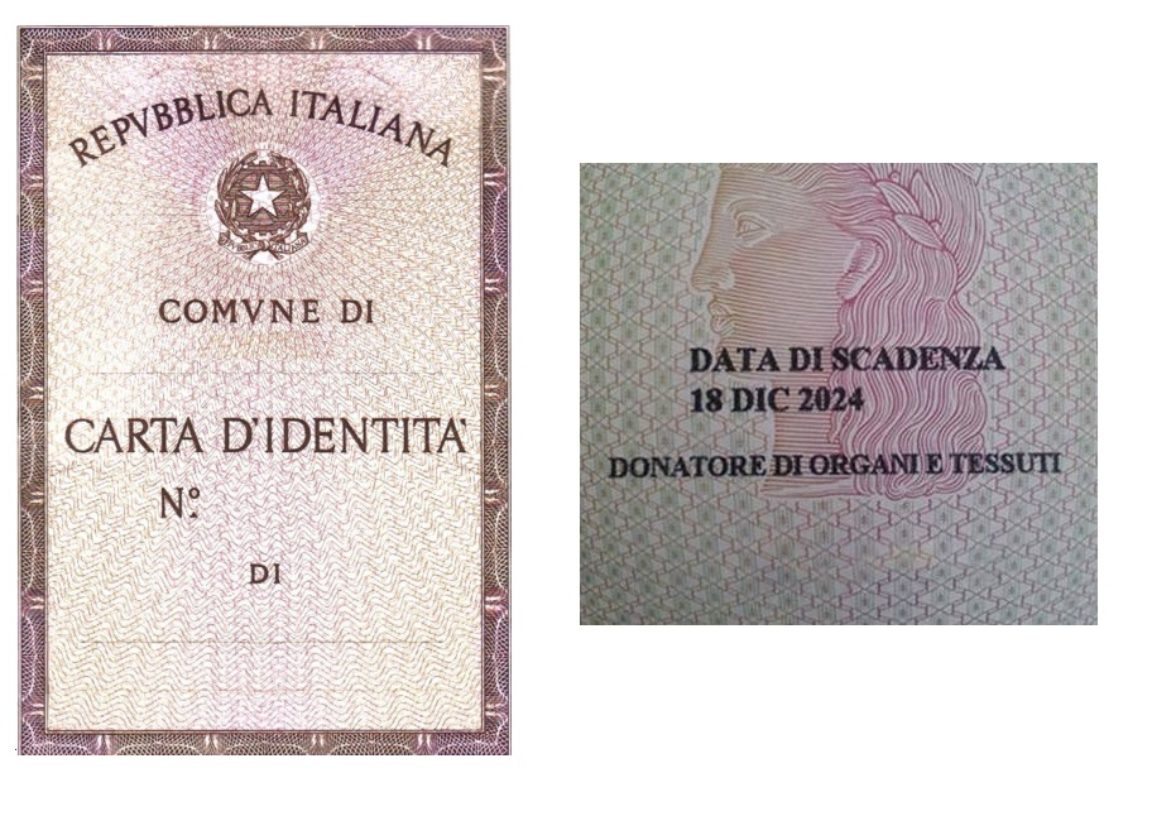 REPVBBLICA ITALIANA
COMVNE DI
CARTA D'IDENTITA'
N.º
DI
DATA DI SCADENZA
18 DIC 2024
DONATORE DI ORGANI E TESSUTI